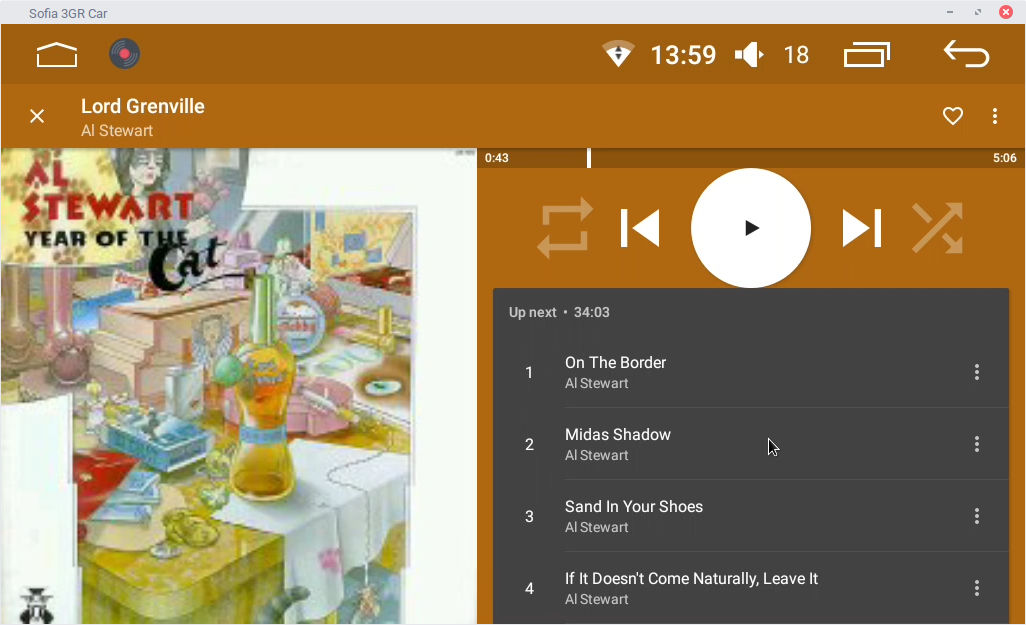 Sofia 3GR Car
13:59
18
Lord Grenville
Al Stewart
AL
STEWART
YEAR OF THE
Cat
0:43
5:06
Up next • 34:03
1
On The Border
Al Stewart
2
Midas Shadow
Al Stewart
3
Sand In Your Shoes
Al Stewart
4
If It Doesn't Come Naturally, Leave It
Al Stewart